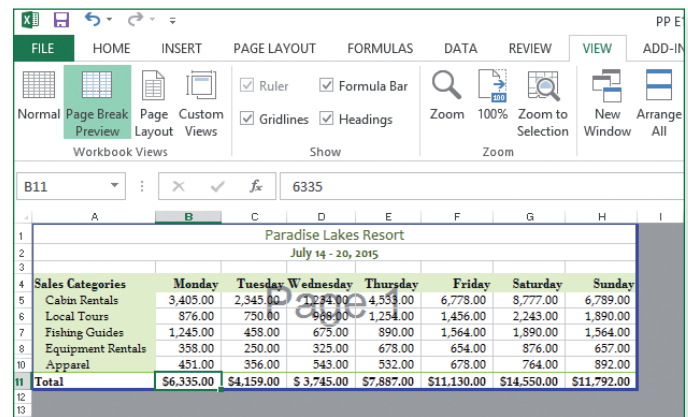 PP E
FILE HOME INSERT PAGE LAYOUT FORMULAS DATA REVIEW VIEW ADD-IN
Normal Page Break Preview Page Layout Custom Views
Workbook Views
Ruler Formula Bar
Gridlines Headings
Show
Zoom 100% Zoom to Selection
100
Zoom
New Window Arrange All
B11 fx 6335
A B C D E F G H I
1 Paradise Lakes Resort
2 July 14 - 20, 2015
3
4 Sales Categories Monday Tuesday Wednesday Thursday Friday Saturday Sunday
5 Cabin Rentals 3,405.00 2,345.00 1,234.00 4,533.00 6,778.00 8,777.00 6,789.00
6 Local Tours 876.00 750.00 968.00 1,254.00 1,456.00 2,243.00 1,890.00
Page 1
7 Fishing Guides 1,245.00 458.00 675.00 890.00 1,564.00 1,890.00 1,564.00
8 Equipment Rentals 358.00 250.00 325.00 678.00 654.00 876.00 657.00
10 Apparel 451.00 356.00 543.00 532.00 678.00 764.00 892.00
11 Total $6,335.00 $4,159.00 $ 3,745.00 $7,887.00 $11,130.00 $14,550.00 $11,792.00
12
13